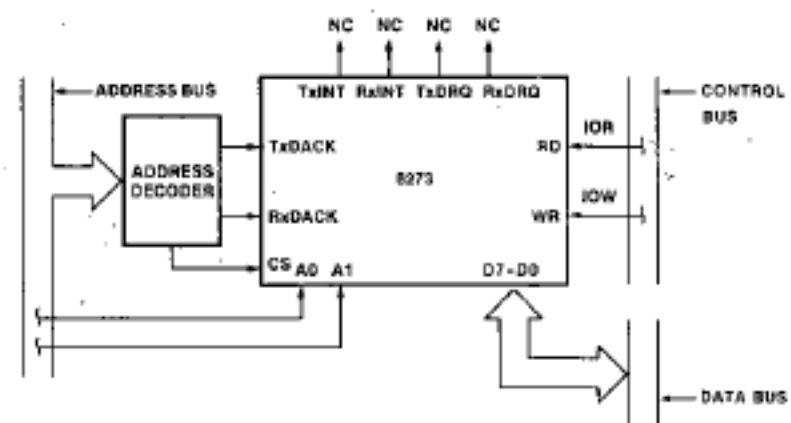 NC NC NC NC
ADDRESS BUS
TxINT RxINT TxDRQ RxDRQ
CONTROL
BUS
IOR
TxDACK
RD
ADDRESS
DECODER
8273
IOW
RxDACK
WR
CS A0 A1
D7-D0
DATA BUS